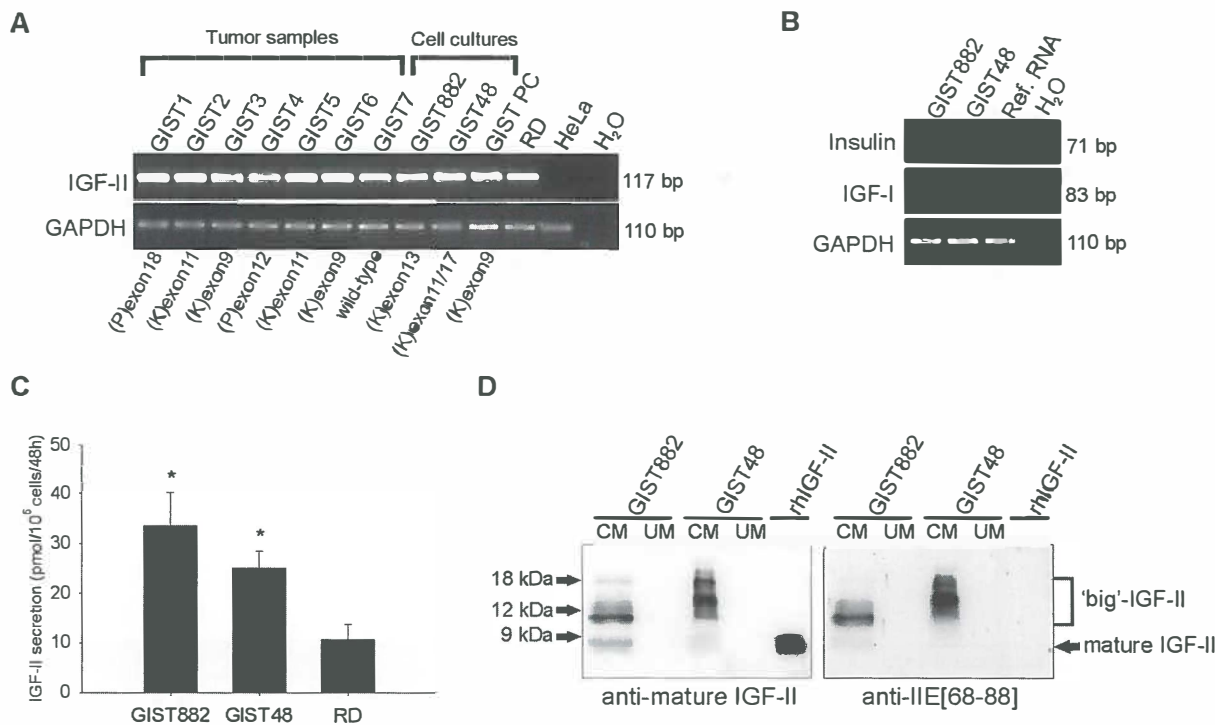 A
Tumor samples
Cell cultures
GIST1
GIST2
GIST3
GIST4
GIST5
GIST6
GIST7
GIST882
GIST48
GIST PC
RD
HeLa
H₂O
IGF-II
117 bp
GAPDH
110 bp
(P)exon18
(K)exon11
(K)exon9
(P)exon12
(K)exon11
(K)exon9
wild-type
(K)exon13
(K)exon11/17
(K)exon9
B
GIST882
GIST48
Ref. RNA
H₂O
Insulin
71 bp
IGF-I
83 bp
GAPDH
110 bp
C
IGF-II secretion (pmol/10⁶ cells/48h)
50
40
30
20
10
0
*
*
GIST882
GIST48
RD
D
GIST882
GIST48
rhIGF-II
GIST882
GIST48
rhIGF-II
CM UM CM UM
CM UM CM UM
18 kDa
12 kDa
9 kDa
'big'-IGF-II
mature IGF-II
anti-mature IGF-II
anti-IIE[68-88]